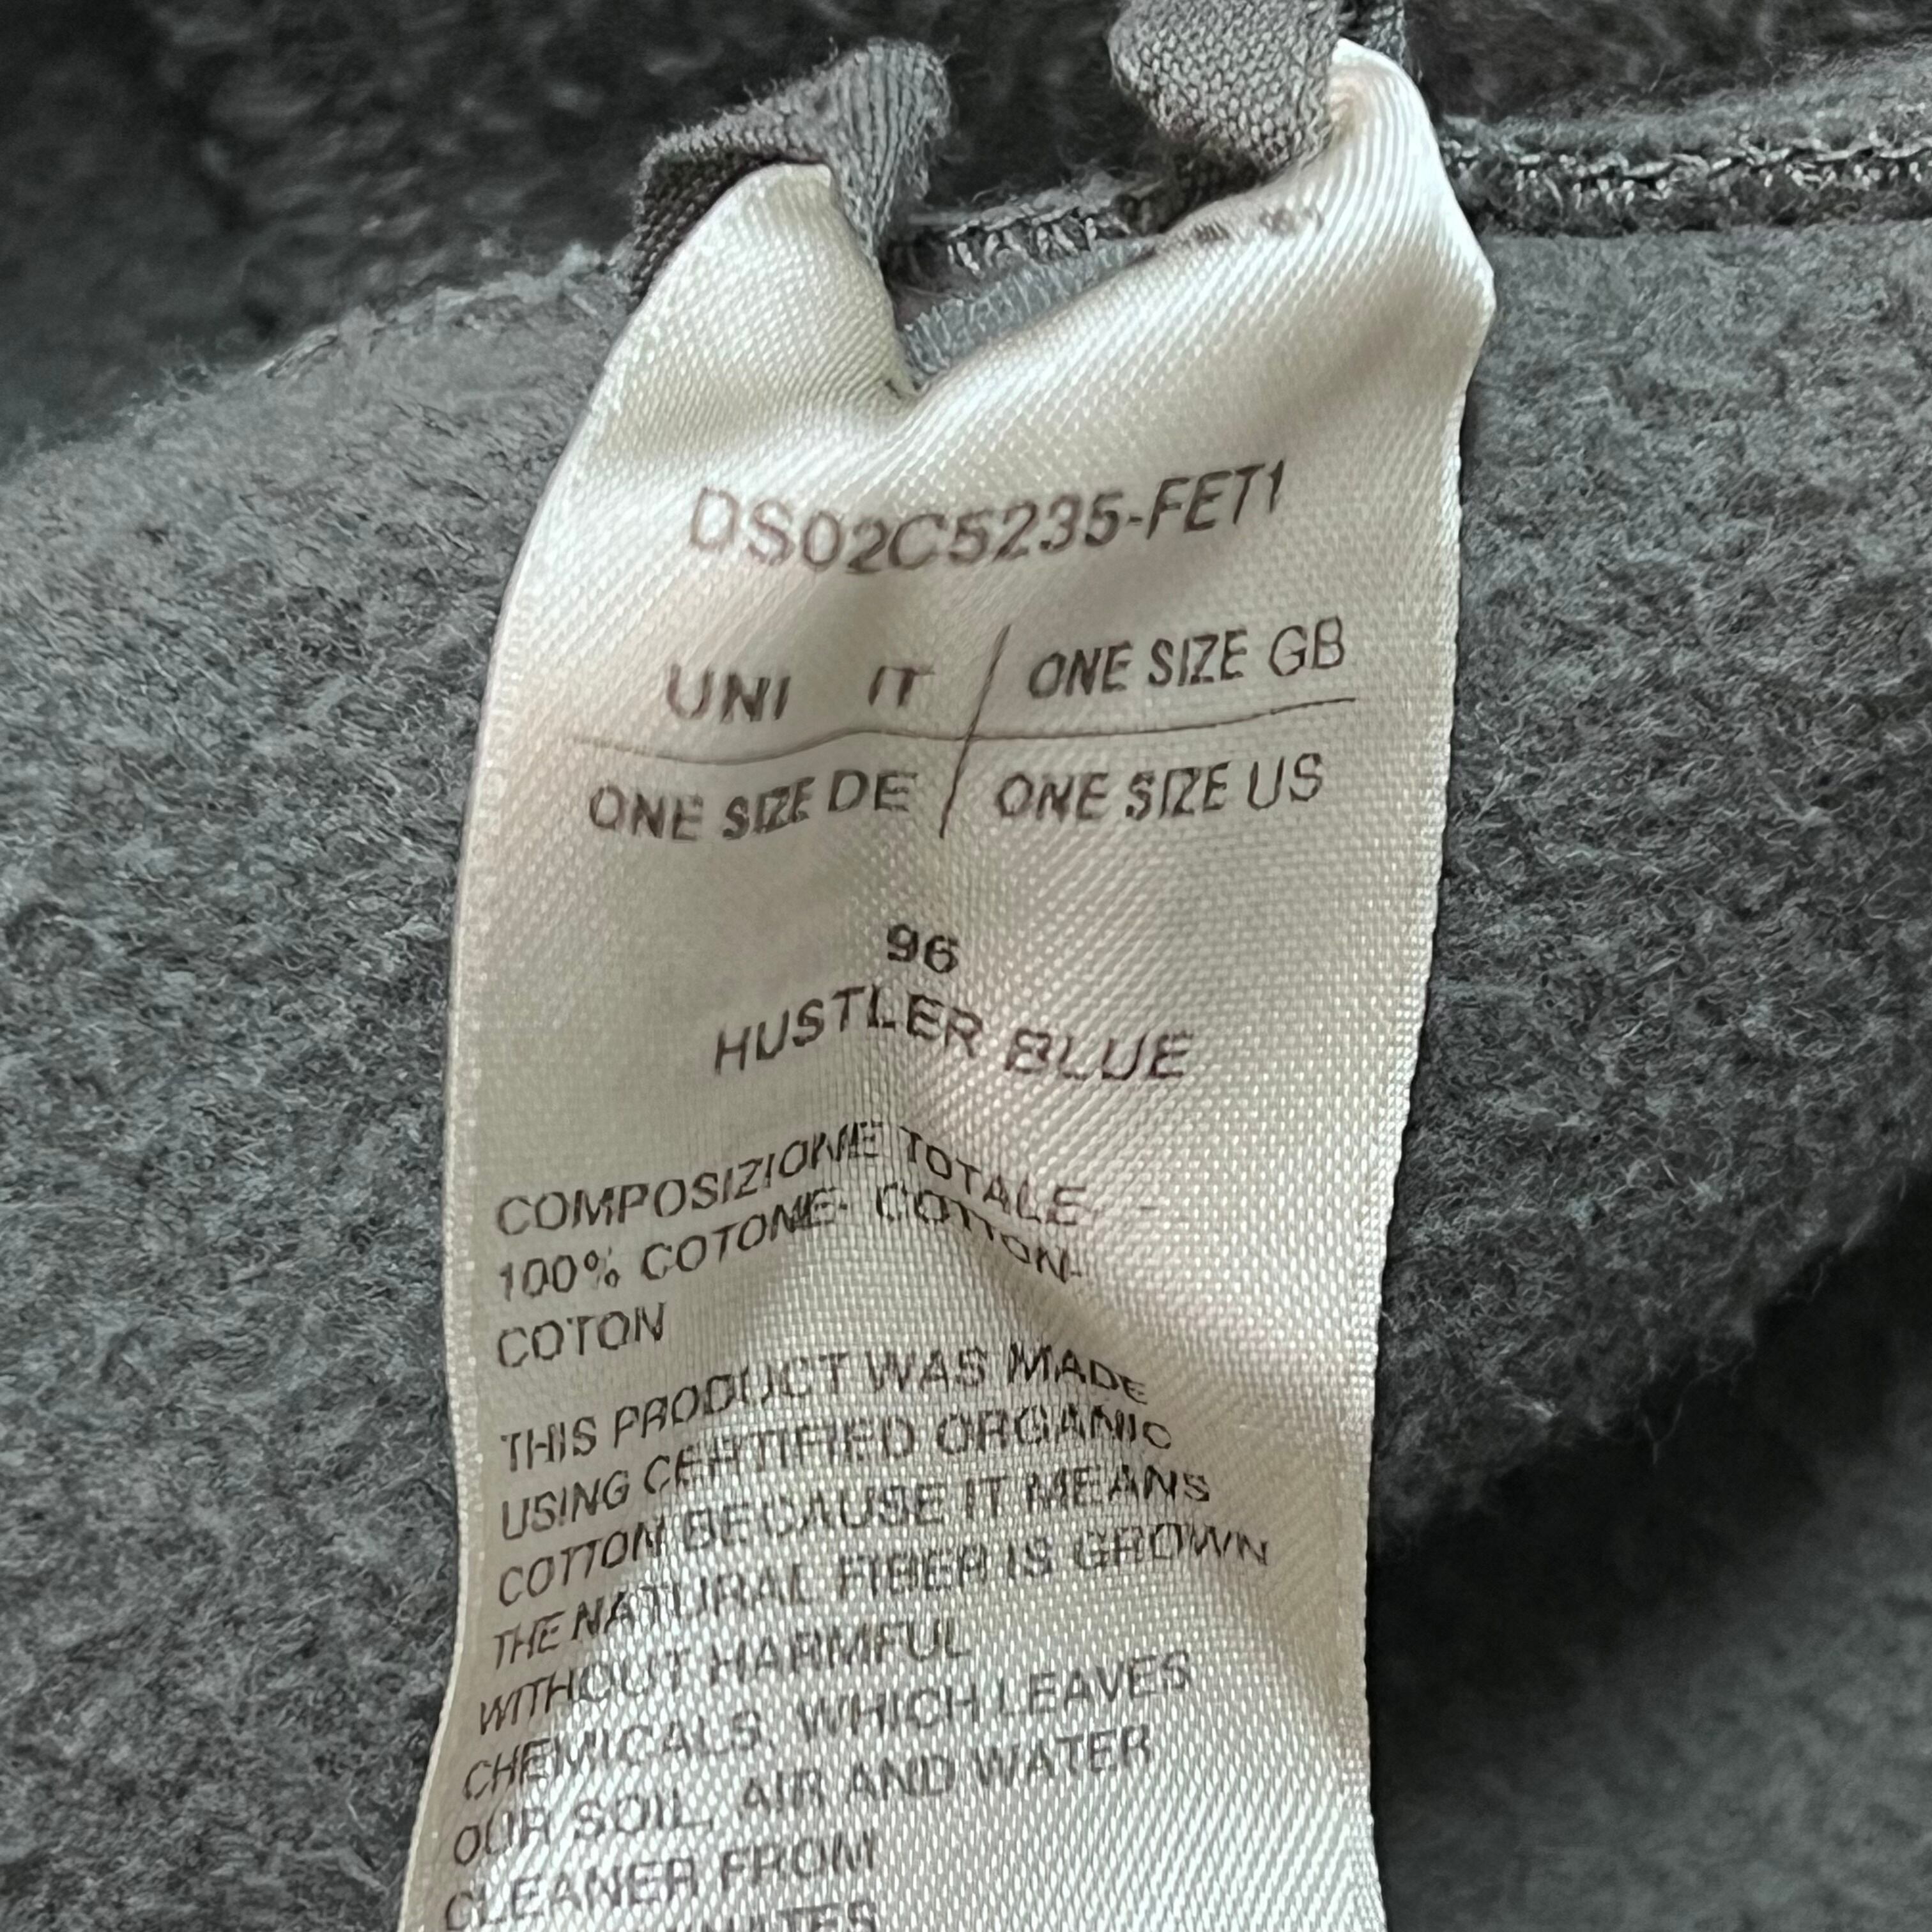 DS02C5235-FET1
UNI IT / ONE SIZE GB
ONE SIZE DE / ONE SIZE US
96
HUSTLER BLUE
COMPOSIZIONE TOTALE
100% COTONE- COTTON-
COTON
THIS PRODUCT WAS MADE
USING CERTIFIED ORGANIC
COTTON BECAUSE IT MEANS
THE NATURAL FIBER IS GROWN
WITHOUT HARMFUL
CHEMICALS, WHICH LEAVES
OUR SOIL, AIR AND WATER
CLEANER FROM